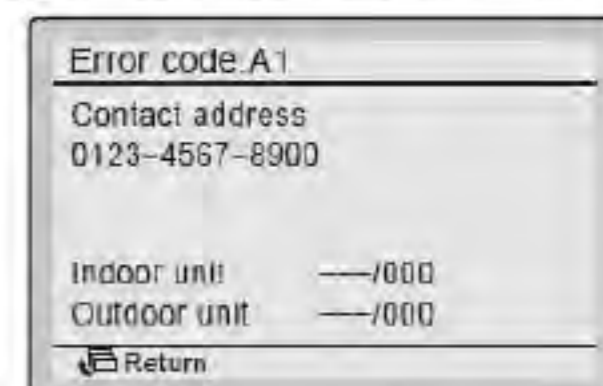 Error code:A1
Contact address
0123-4567-8900
Indoor unit ---/000
Outdoor unit ---/000
Return